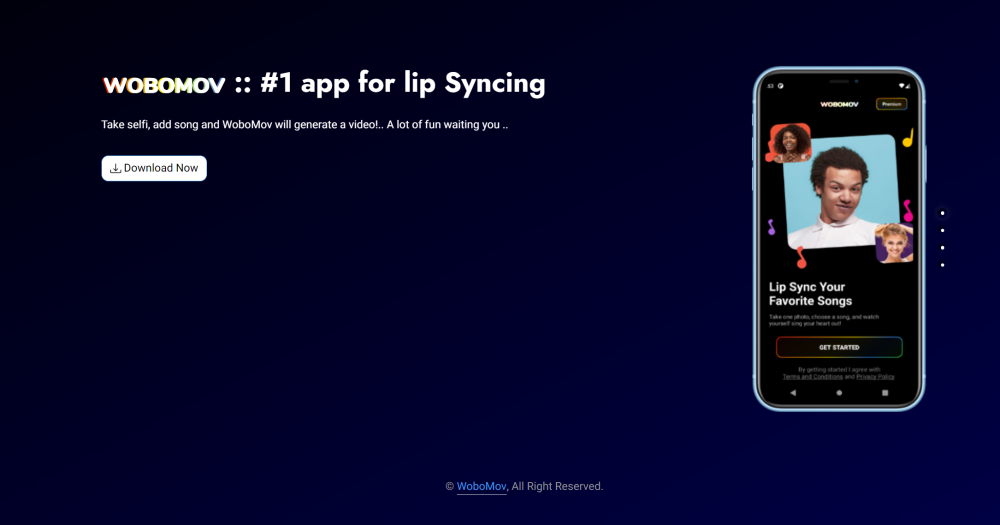 WOBOMOV :: #1 app for lip Syncing
Take selfi, add song and WoboMov will generate a video!.. A lot of fun waiting you ..
Download Now
WOBOMOV
Premium
Lip Sync Your
Favorite Songs
Take one photo, choose a song, and watch
yourself sing your heart out!
GET STARTED
By getting started I agree with
Terms and Conditions and Privacy Policy
© WoboMov, All Right Reserved.